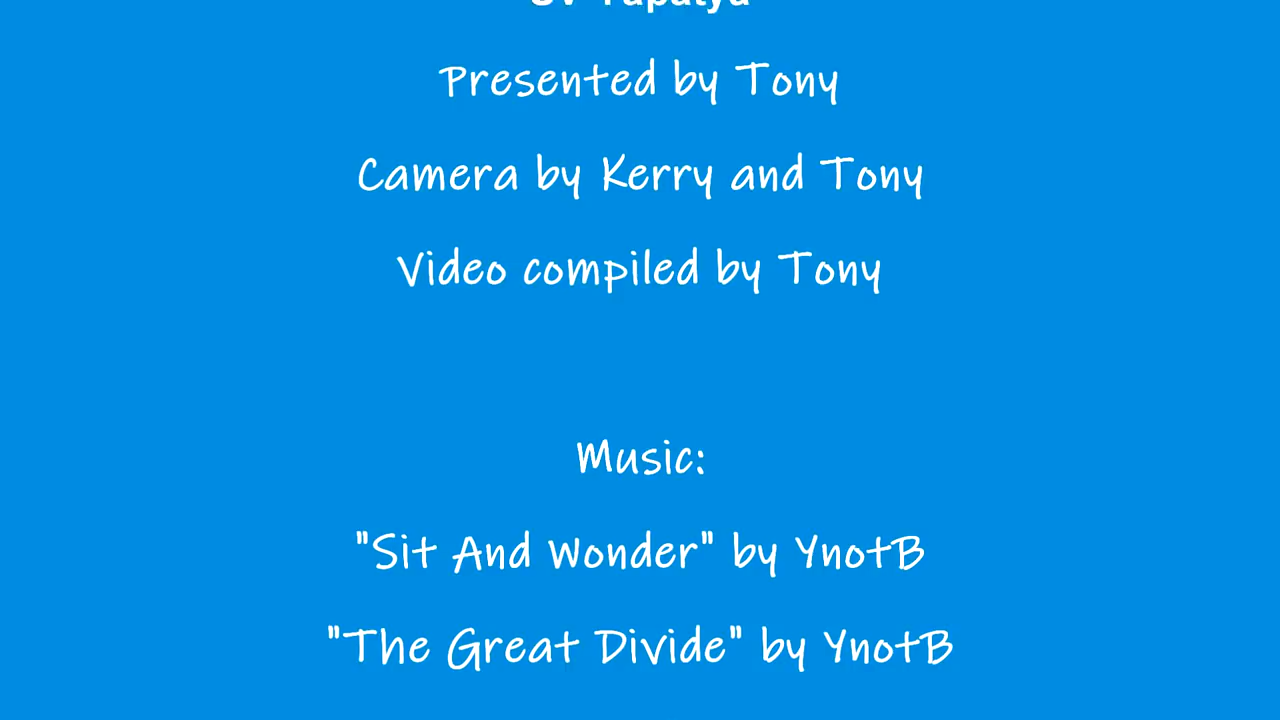 Presented by Tony
Camera by Kerry and Tony
Video compiled by Tony
Music:
"Sit And Wonder" by YnotB
"The Great Divide" by YnotB